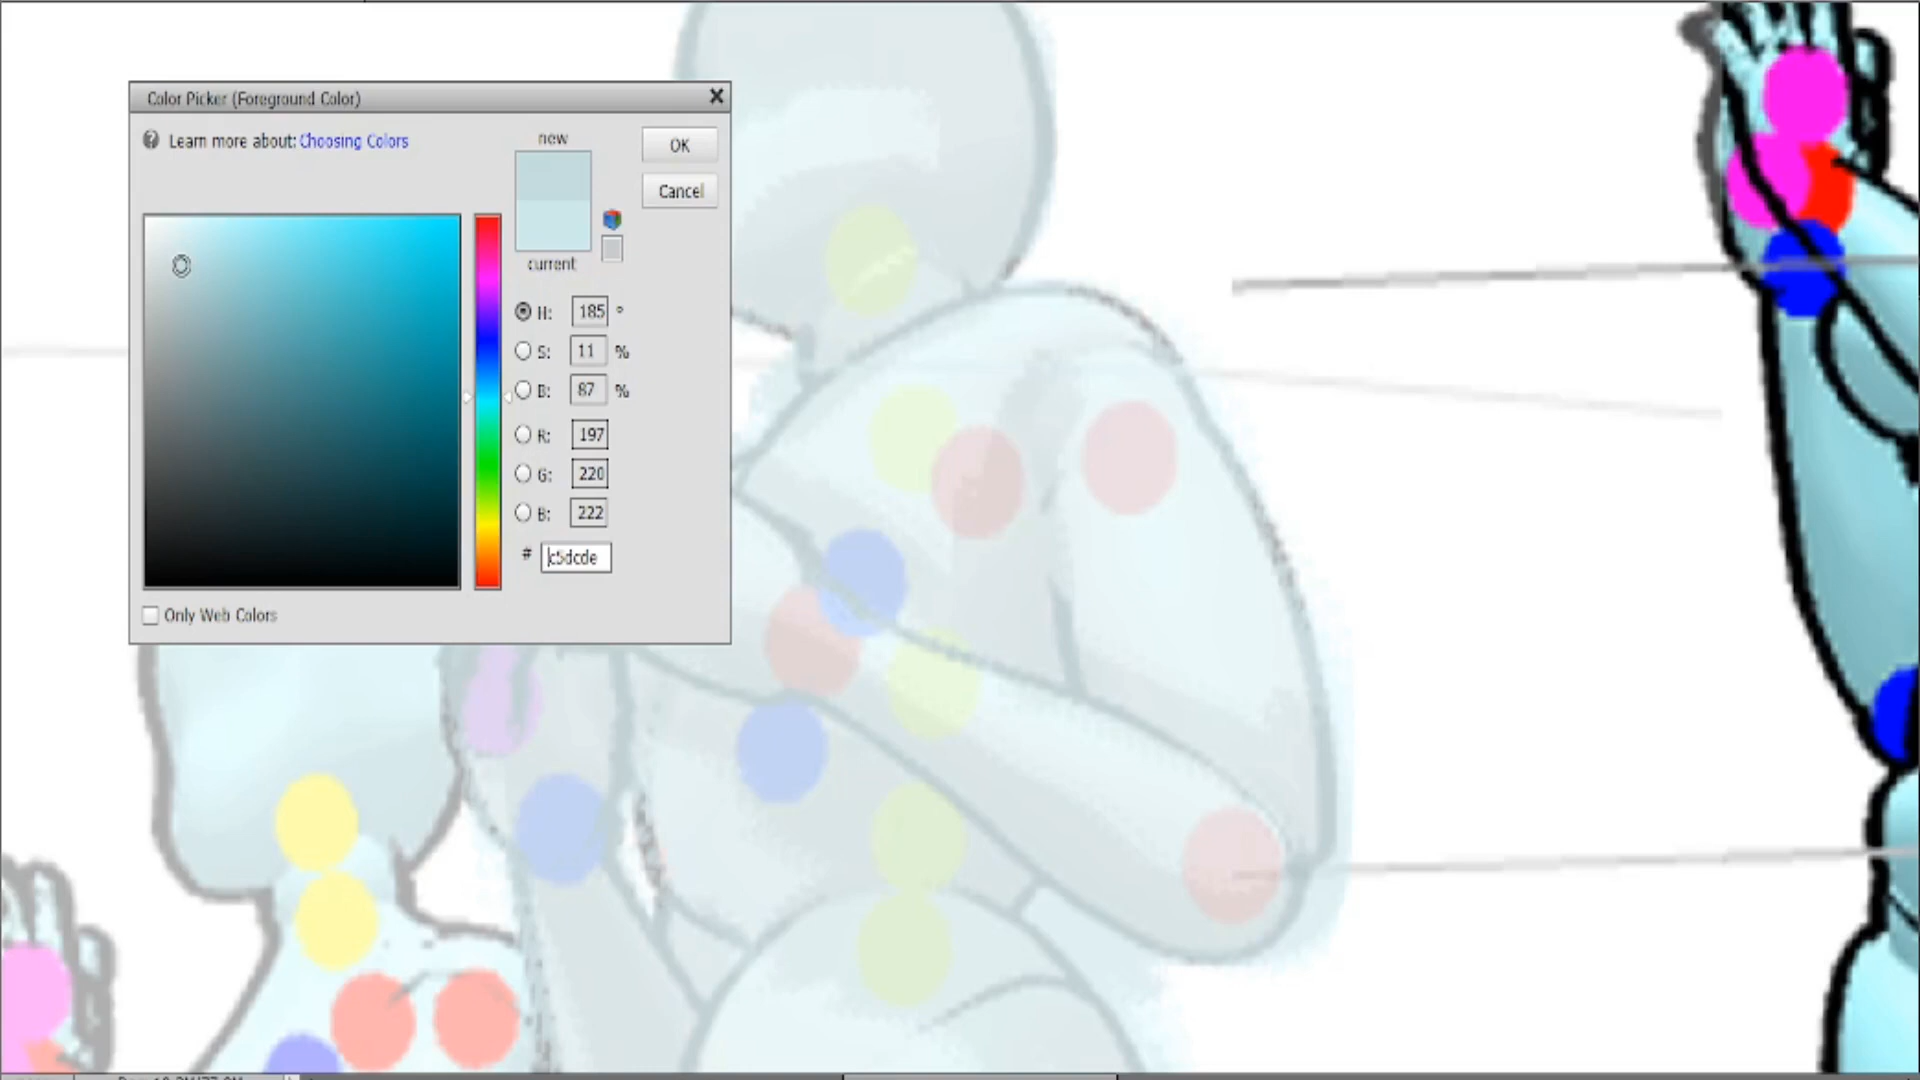 Color Picker (Foreground Color)
Learn more about: Choosing Colors
new
OK
Cancel
current
H: 185 °
S: 11 %
B: 87 %
R: 197
G: 220
B: 222
# c5dcde
Only Web Colors